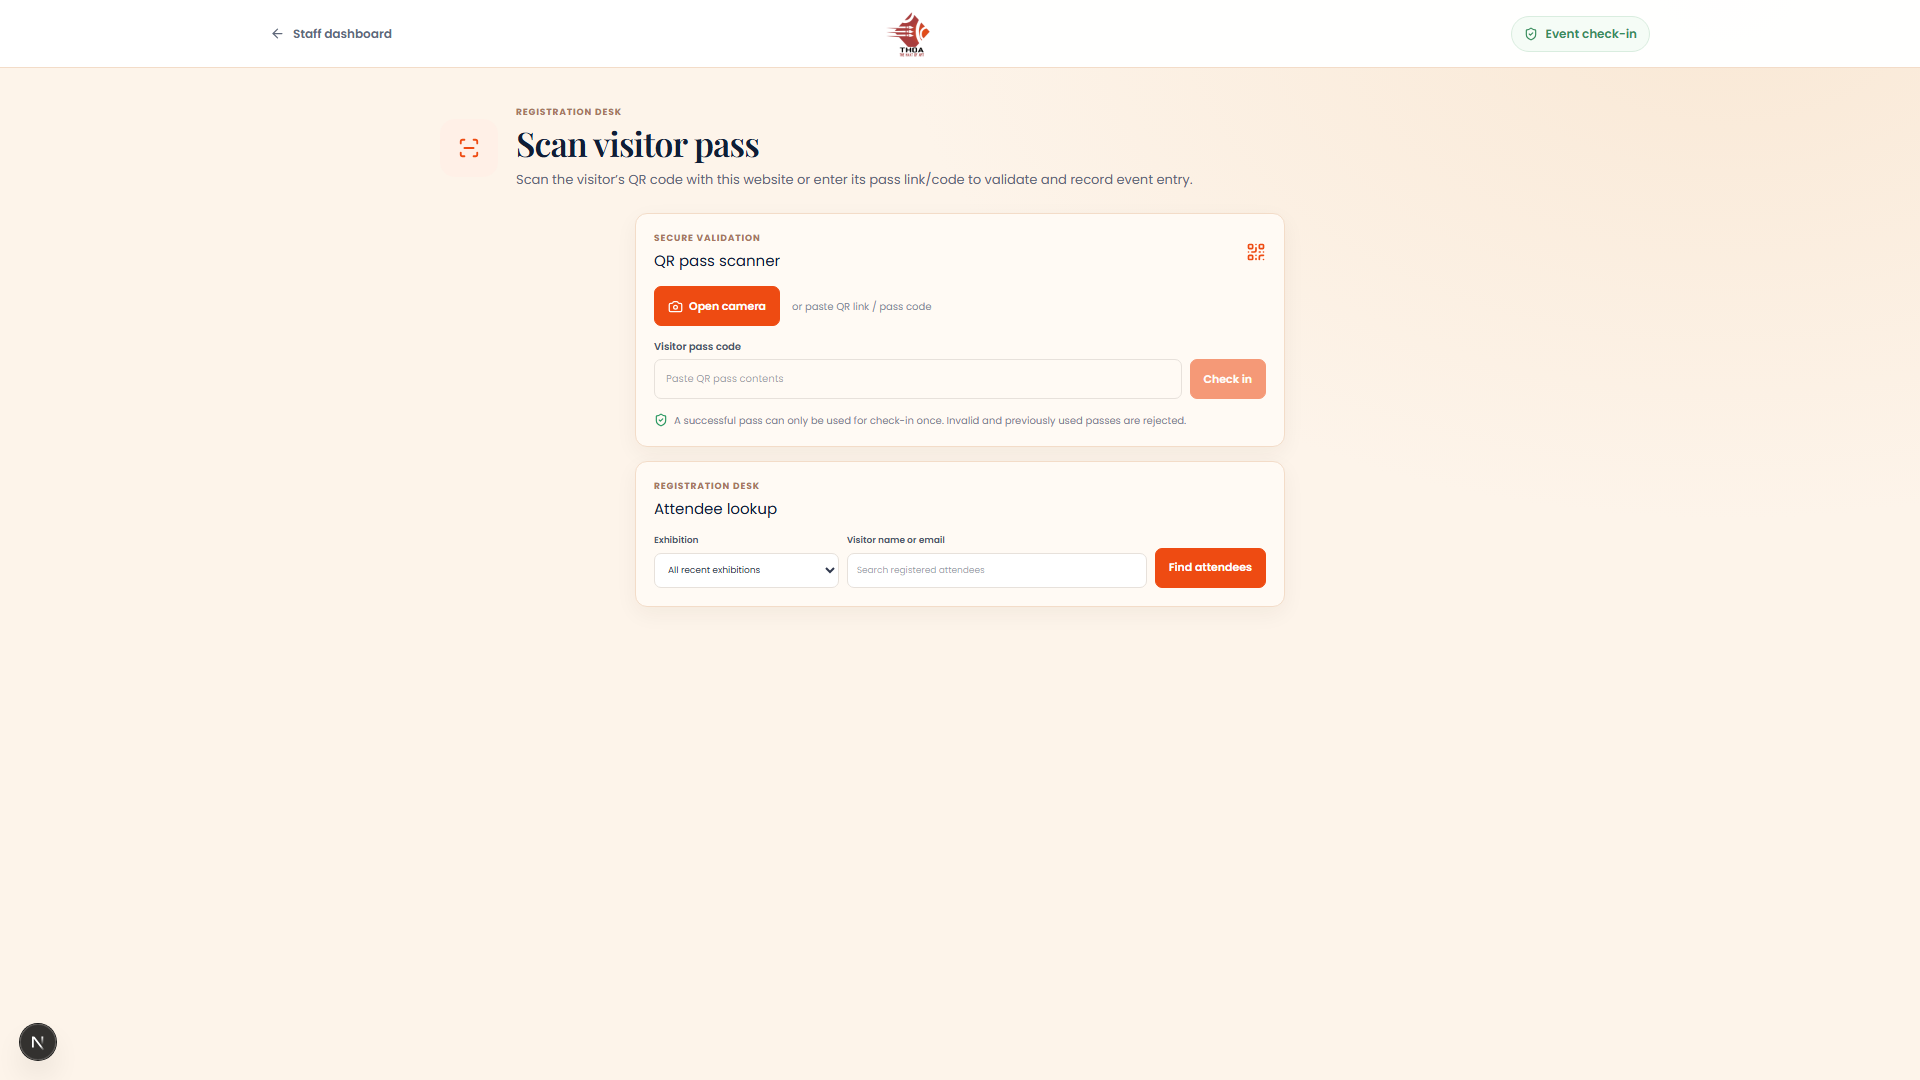 Staff dashboard
THOA
Event check-in
REGISTRATION DESK
Scan visitor pass
Scan the visitor’s QR code with this website or enter its pass link/code to validate and record event entry.
SECURE VALIDATION
QR pass scanner
Open camera
or paste QR link / pass code
Visitor pass code
Paste QR pass contents
Check in
A successful pass can only be used for check-in once. Invalid and previously used passes are rejected.
REGISTRATION DESK
Attendee lookup
Exhibition
Visitor name or email
All recent exhibitions
Search registered attendees
Find attendees
N